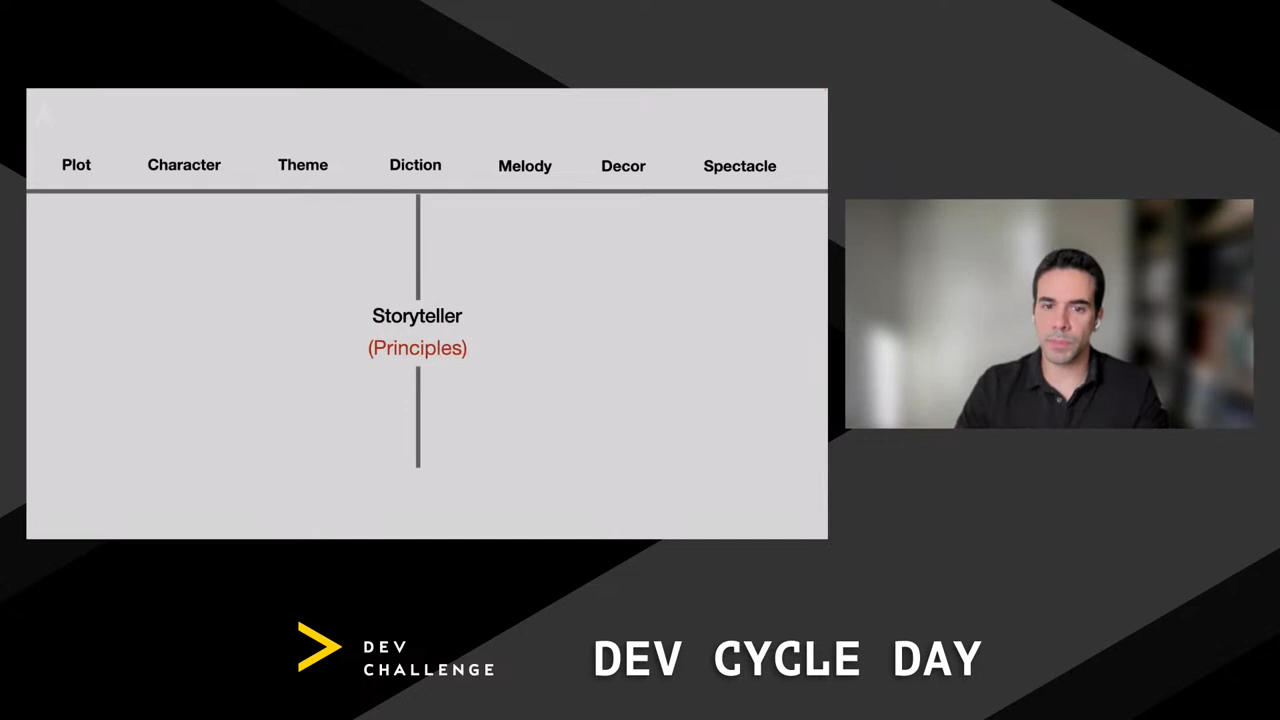 Plot Character Theme Diction Melody Decor Spectacle
Storyteller
(Principles)
DEV
CHALLENGE
DEV CYCLE DAY